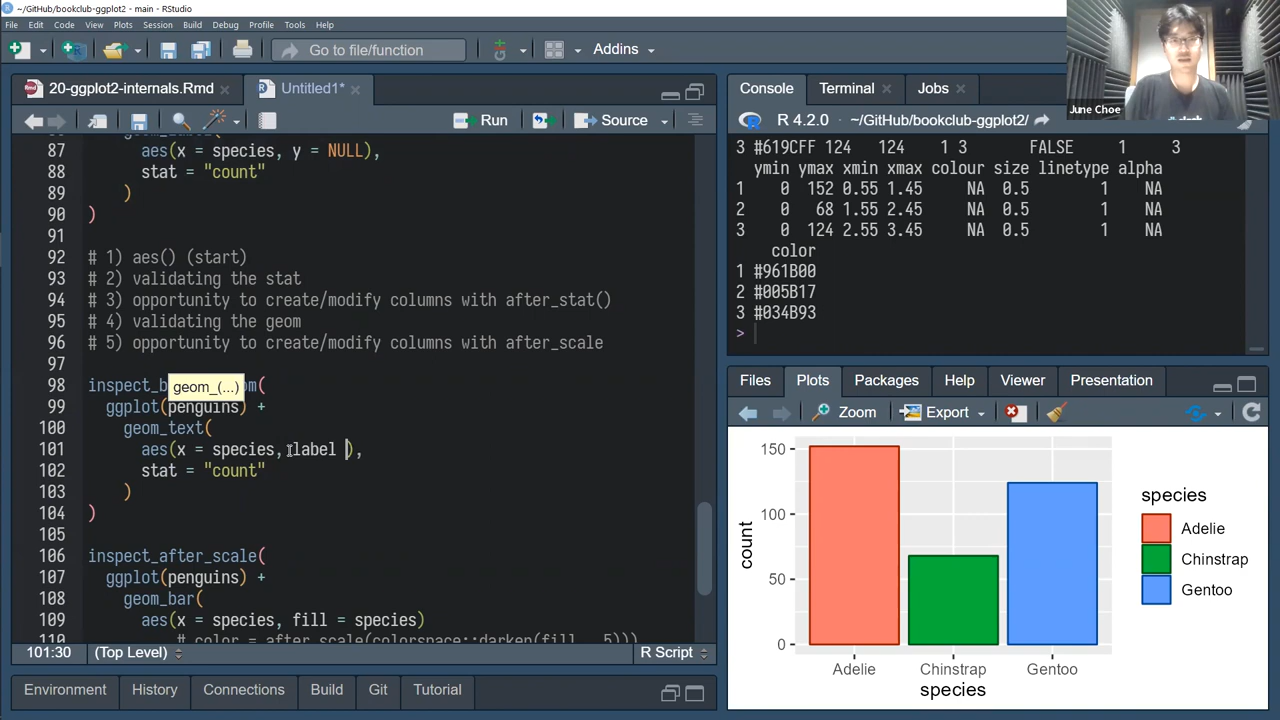 ~/GitHub/bookclub-ggplot2 - main - RStudio
File Edit Code View Plots Session Build Debug Profile Tools Help
Go to file/function
Addins
June Choe
20-ggplot2-internals.Rmd
Untitled1*
Run
Source
87 aes(x = species, y = NULL),
88 stat = "count"
89 )
90 )
91
92 # 1) aes() (start)
93 # 2) validating the stat
94 # 3) opportunity to create/modify columns with after_stat()
95 # 4) validating the geom
96 # 5) opportunity to create/modify columns with after_scale
97
geom_(...)
98 inspect_b om(
99 ggplot(penguins) +
100 geom_text(
101 aes(x = species, label ),
102 stat = "count"
103 )
104 )
105
106 inspect_after_scale(
107 ggplot(penguins) +
108 geom_bar(
109 aes(x = species, fill = species)
110 # color = after_scale(colorspace::darken(fill, .5)))
101:30 (Top Level) R Script
Environment History Connections Build Git Tutorial
Console Terminal Jobs
R 4.2.0 · ~/GitHub/bookclub-ggplot2/
3 #619CFF 124 124 1 3 FALSE 1 3
ymin ymax xmin xmax colour size linetype alpha
1 0 152 0.55 1.45 NA 0.5 1 NA
2 0 68 1.55 2.45 NA 0.5 1 NA
3 0 124 2.55 3.45 NA 0.5 1 NA
color
1 #961B00
2 #005B17
3 #034B93
>
Files Plots Packages Help Viewer Presentation
Zoom Export
150
100
50
0
count
Adelie Chinstrap Gentoo
species
species
Adelie
Chinstrap
Gentoo